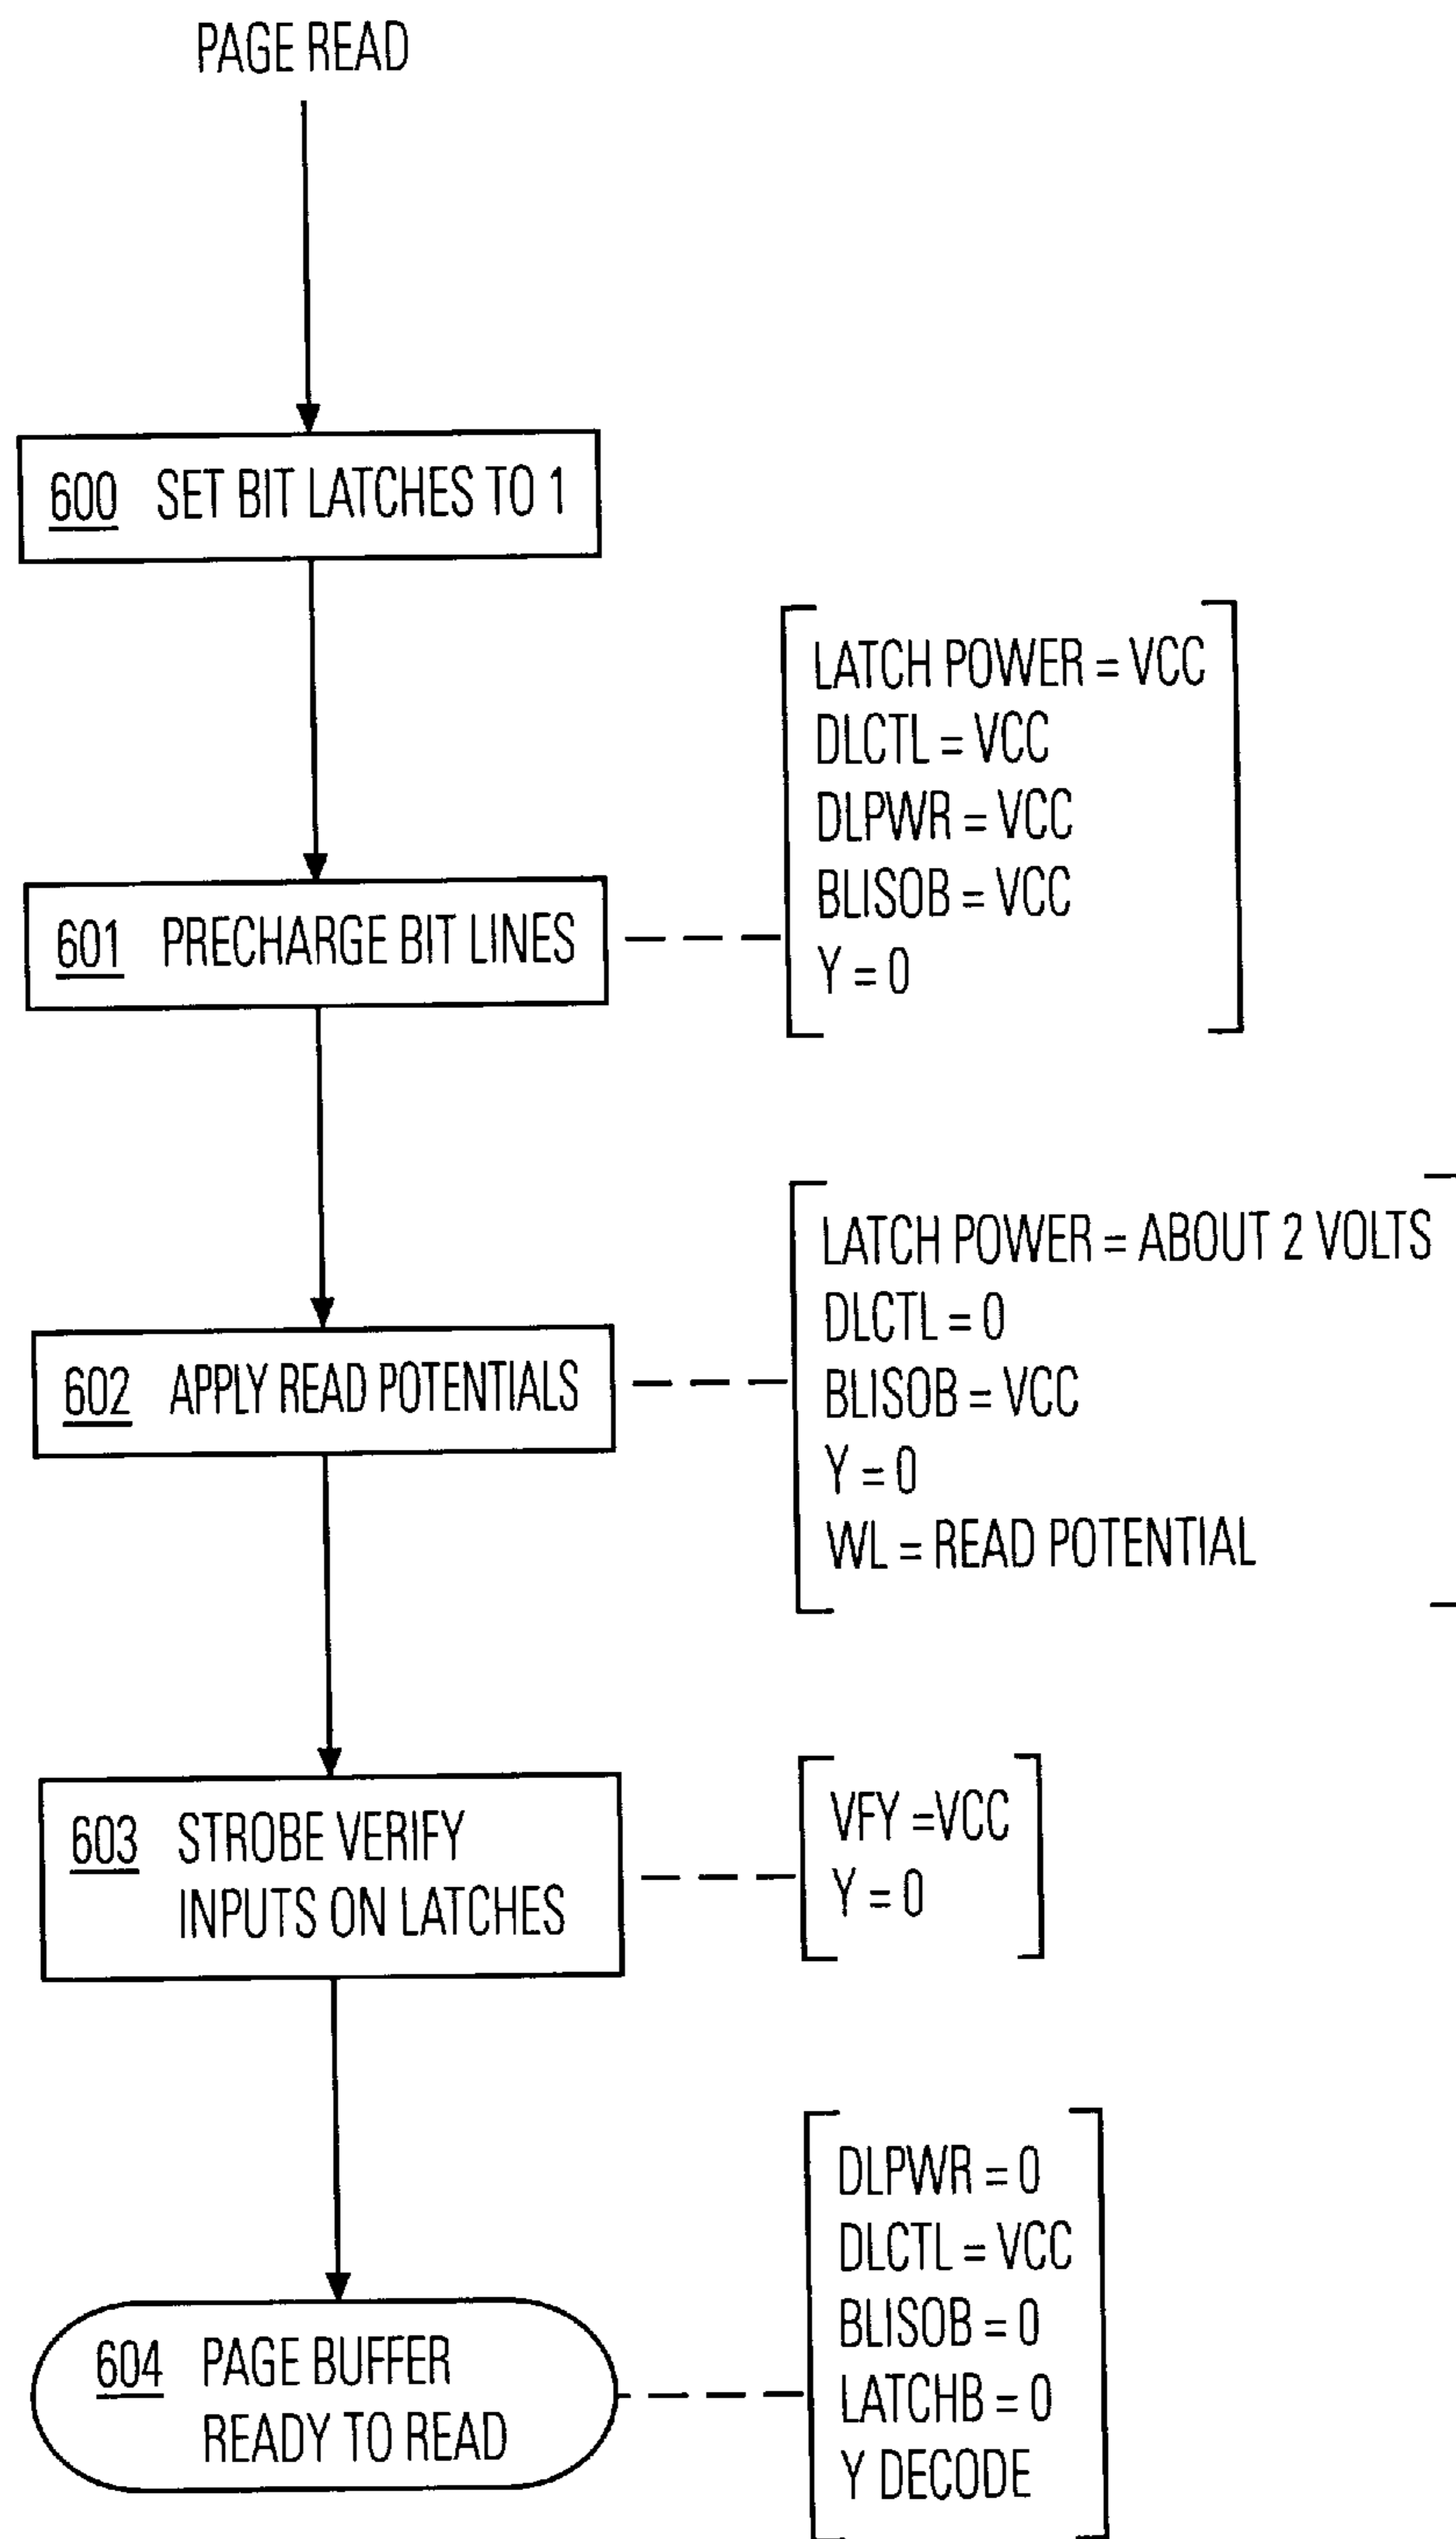 PAGE READ
600 SET BIT LATCHES TO 1
601 PRECHARGE BIT LINES
LATCH POWER = VCC
DLCTL = VCC
DLPWR = VCC
BLISOB = VCC
Y = 0
602 APPLY READ POTENTIALS
LATCH POWER = ABOUT 2 VOLTS
DLCTL = 0
BLISOB = VCC
Y = 0
WL = READ POTENTIAL
603 STROBE VERIFY
INPUTS ON LATCHES
VFY =VCC
Y = 0
604 PAGE BUFFER
READY TO READ
DLPWR = 0
DLCTL = VCC
BLISOB = 0
LATCHB = 0
Y DECODE